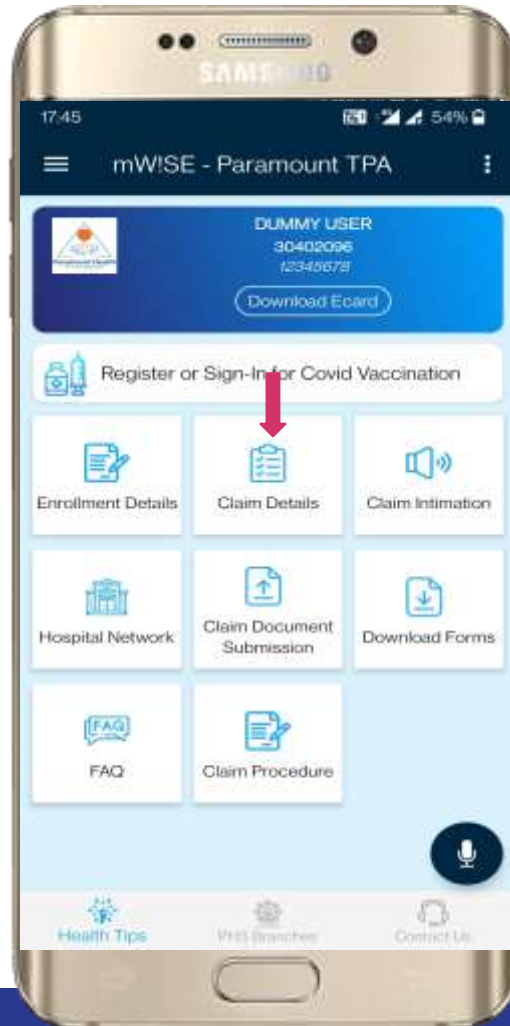 SAMSUNG
17:45
54%
mW!SE - Paramount TPA
DUMMY USER
30402096
12345678
Download Ecard
Register or Sign-In for Covid Vaccination
Enrollment Details
Claim Details
Claim Intimation
Hospital Network
Claim Document
Submission
Download Forms
FAQ
FAQ
Claim Procedure
Health Tips
PHS Branches
Contact Us